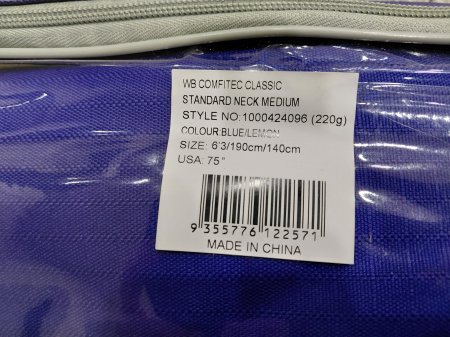 WB COMFITEC CLASSIC
STANDARD NECK MEDIUM
STYLE NO:1000424096 (220g)
COLOUR BLUE/LEMON
SIZE: 6'3/190cm/140cm
USA: 75"
9 355776 122571
MADE IN CHINA